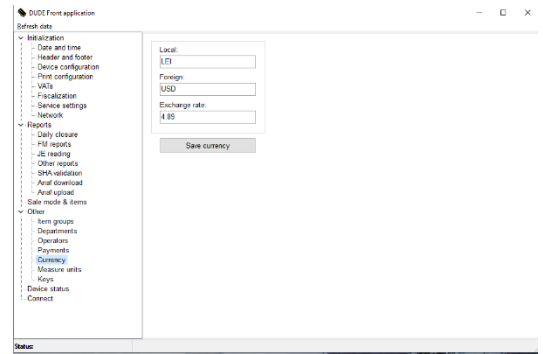 DUDE Front application
Refresh data
Initialization
Date and time
Header and footer
Device configuration
Print configuration
VATs
Fiscalization
Service settings
Network
Reports
Daily closure
FM reports
JE reading
Other reports
SHA validation
Anaf download
Anaf upload
Sale mode & items
Other
Item groups
Departments
Operators
Payments
Currency
Measure units
Keys
Device status
Connect
Local:
LEI
Foreign:
USD
Exchange rate:
4.89
Save currency
Status: